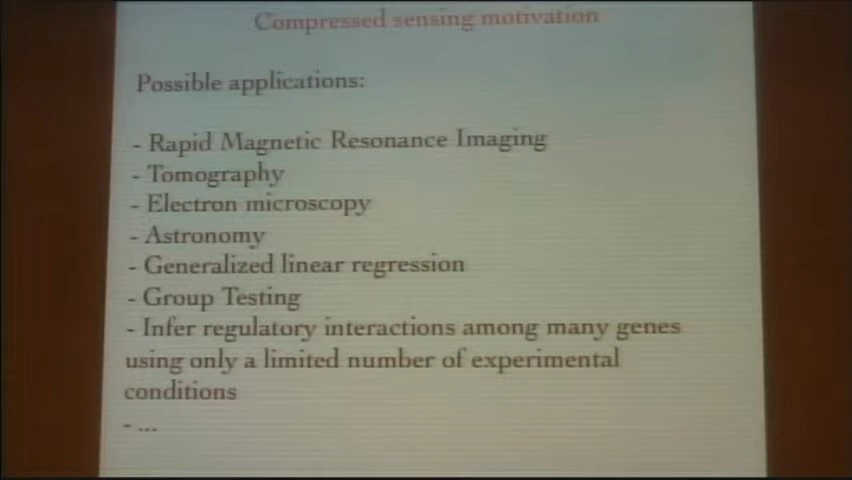 Compressed sensing motivation
Possible applications:
- Rapid Magnetic Resonance Imaging
- Tomography
- Electron microscopy
- Astronomy
- Generalized linear regression
- Group Testing
- Infer regulatory interactions among many genes
using only a limited number of experimental
conditions
- ...